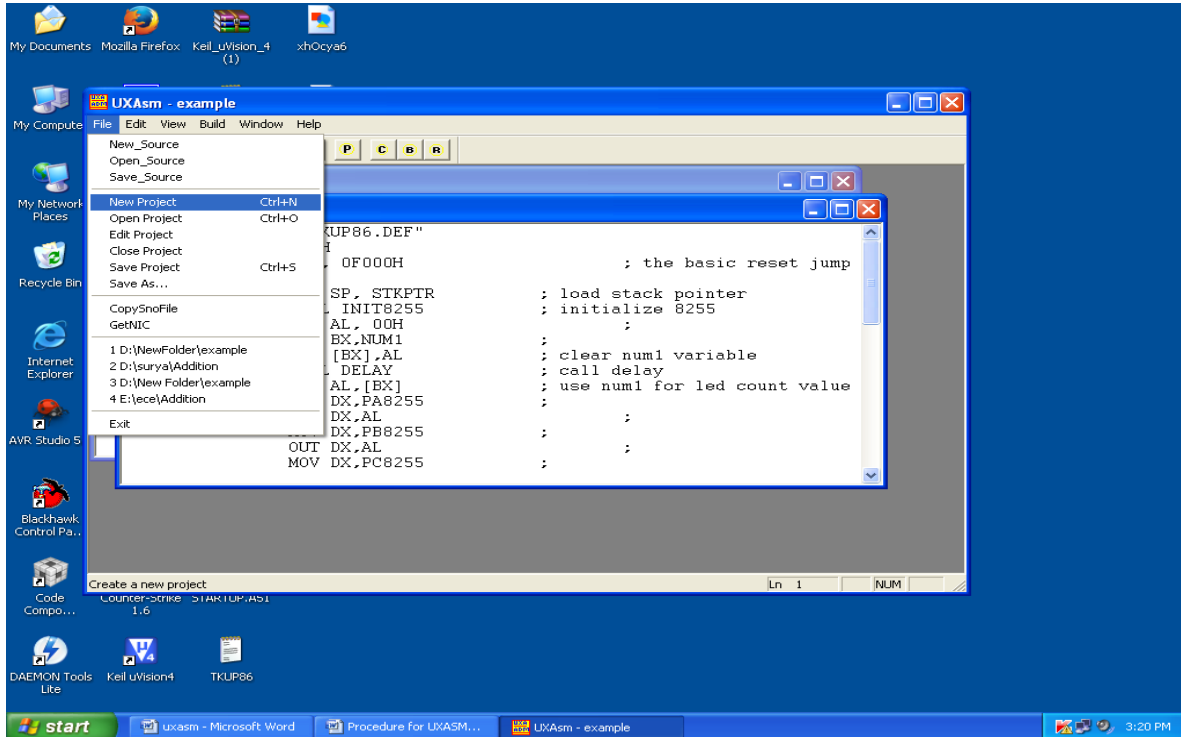 My Documents
Mozilla Firefox
Keil_uVision_4
(1)
xhOcya6
My Compute
My Network
Places
Recycle Bin
Internet
Explorer
AVR Studio 5
Blackhawk
Control Pa..
Code
Compo...
Counter-Strike
1.6
STARTUP.A51
DAEMON Tools
Lite
Keil uVision4
TKUP86
UXAsm - example
File Edit View Build Window Help
P C B R
New_Source
Open_Source
Save_Source
New Project Ctrl+N
Open Project Ctrl+O
Edit Project
Close Project
Save Project Ctrl+S
Save As...
CopySnoFile
GetNIC
1 D:\NewFolder\example
2 D:\surya\Addition
3 D:\New Folder\example
4 E:\ece\Addition
Exit
KUP86.DEF"
H
, 0F000H ; the basic reset jump
SP, STKPTR ; load stack pointer
L INIT8255 ; initialize 8255
AL, 00H ;
BX,NUM1 ;
[BX],AL ; clear num1 variable
L DELAY ; call delay
AL,[BX] ; use num1 for led count value
DX,PA8255 ;
DX,AL ;
MOV DX,PB8255 ;
OUT DX,AL ;
MOV DX,PC8255 ;
Create a new project
Ln 1
NUM
start
uxasm - Microsoft Word
Procedure for UXASM...
UXAsm - example
3:20 PM